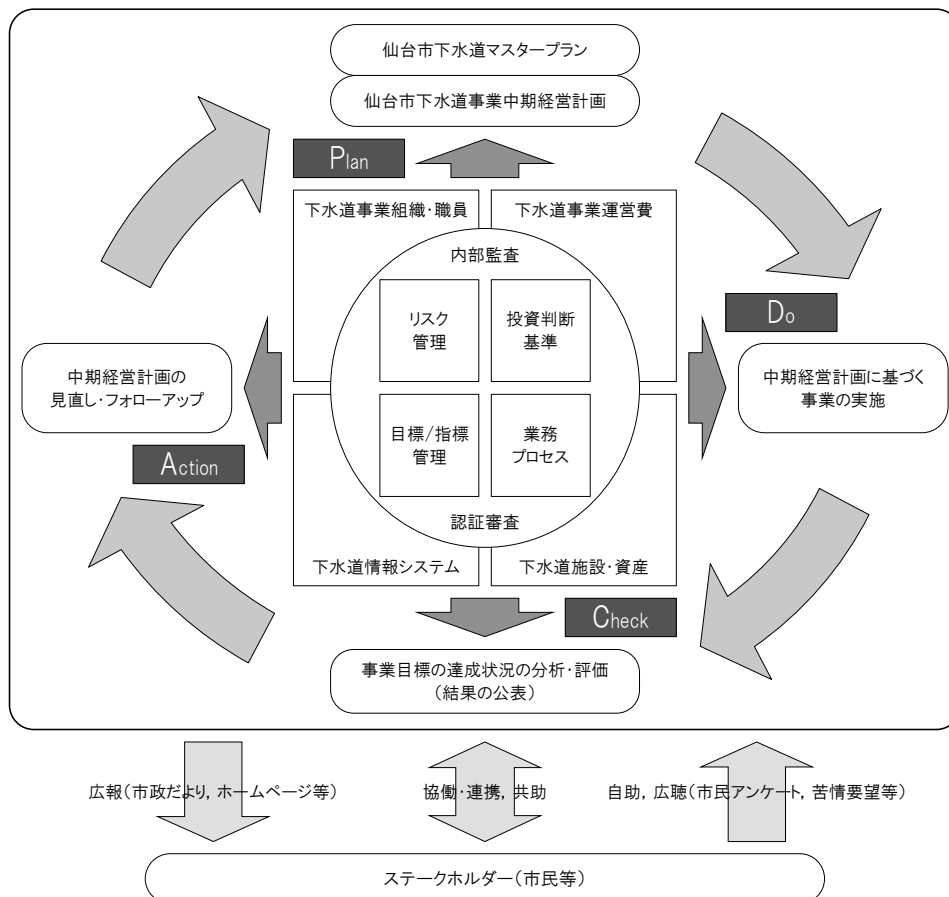 仙台市下水道マスタープラン
仙台市下水道事業中期経営計画
Plan
下水道事業組織・職員
下水道事業運営費
内部監査
リスク
管理
投資判断
基準
Do
中期経営計画の
見直し・フォローアップ
中期経営計画に基づく
事業の実施
目標/指標
管理
業務
プロセス
Action
認証審査
下水道情報システム
下水道施設・資産
Check
事業目標の達成状況の分析・評価
（結果の公表）
広報（市政だより，ホームページ等）
協働・連携，共助
自助，広聴（市民アンケート，苦情要望等）
ステークホルダー（市民等）